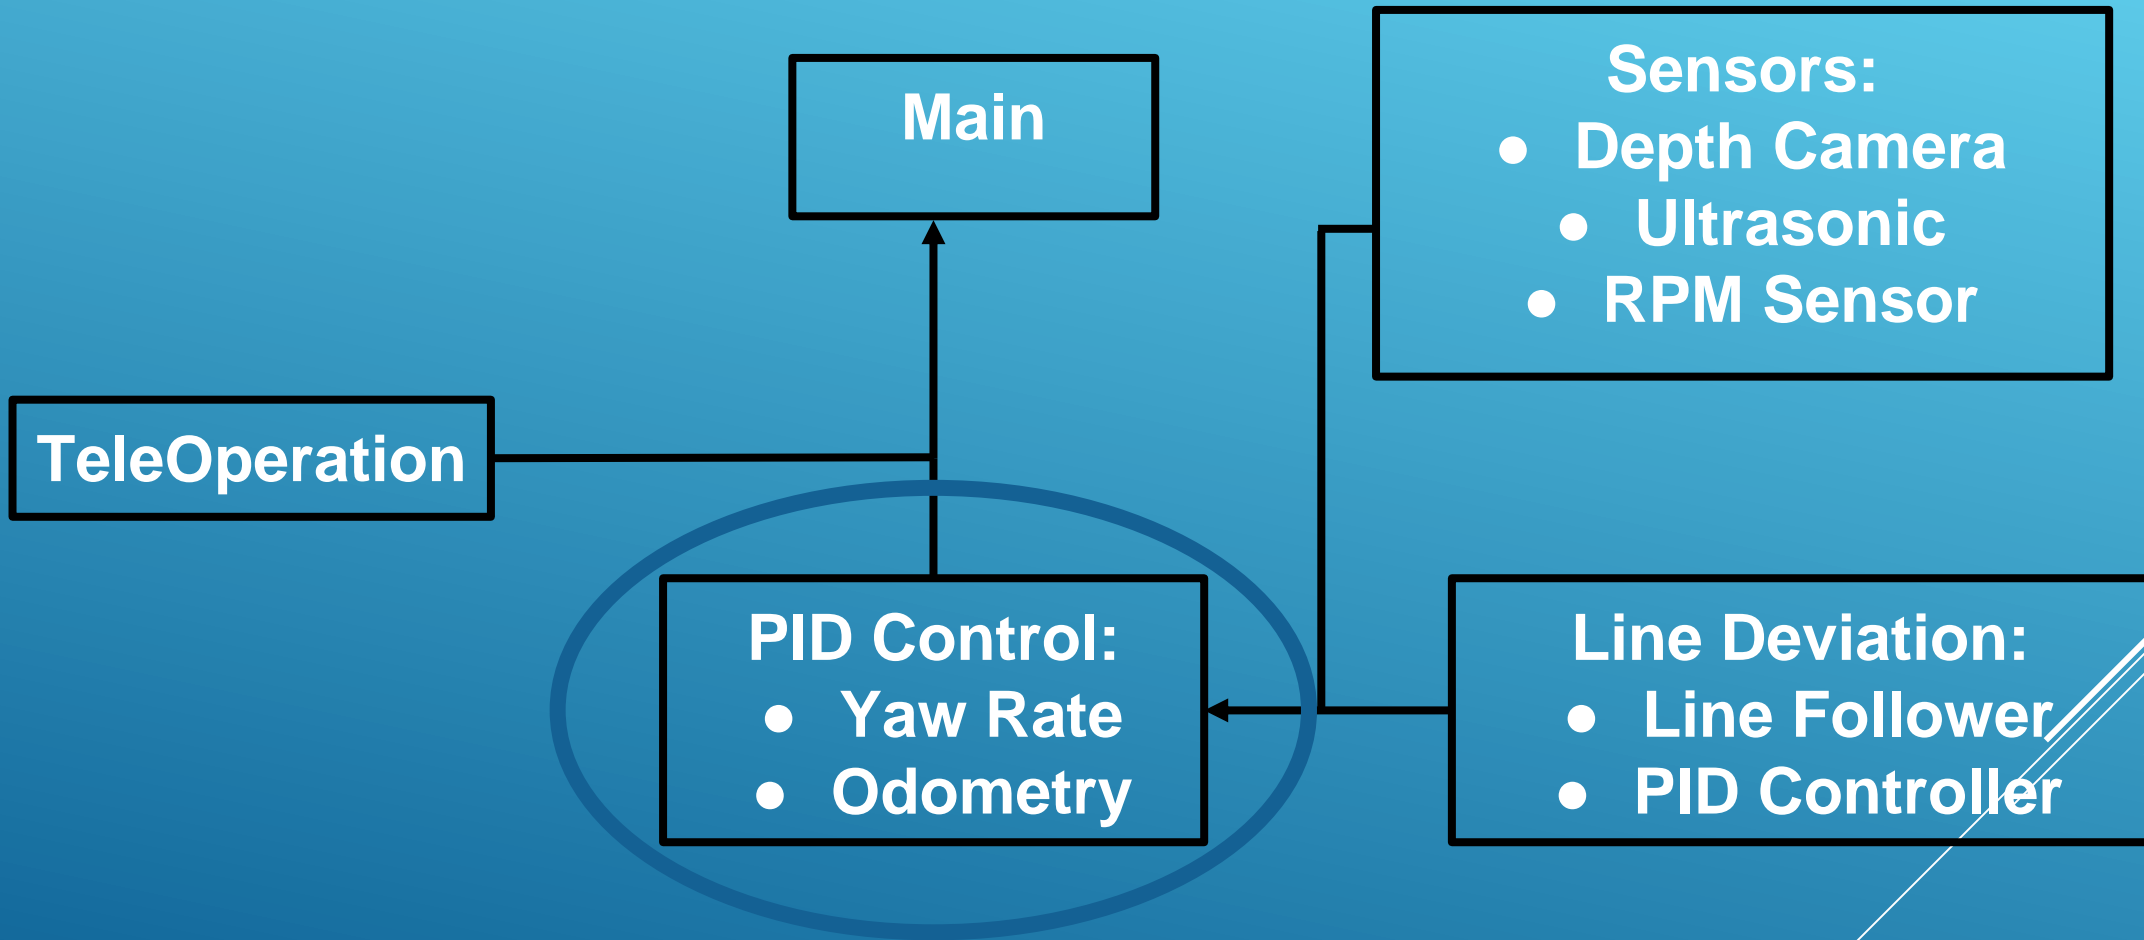 Main
Sensors:
● Depth Camera
● Ultrasonic
● RPM Sensor
TeleOperation
PID Control:
● Yaw Rate
● Odometry
Line Deviation:
● Line Follower
● PID Controller